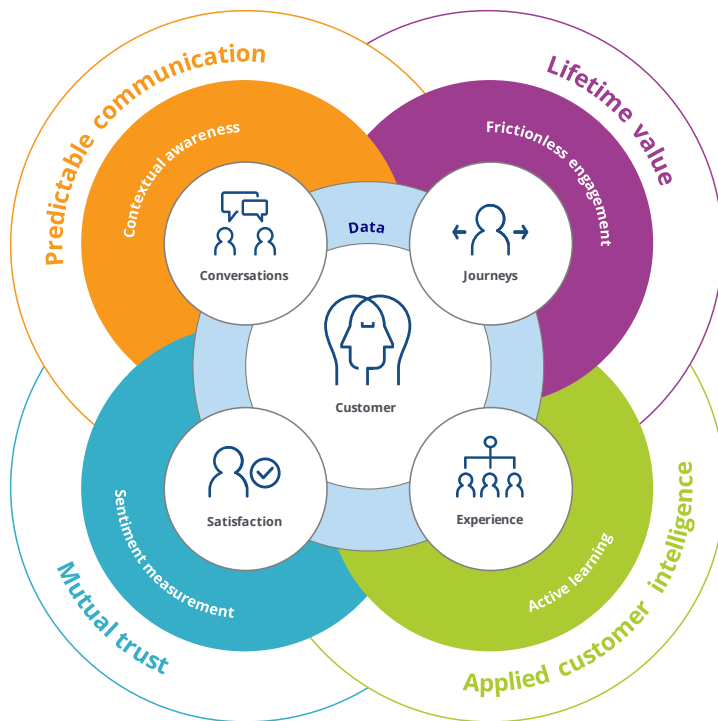 Predictable communication
Contextual awareness
Conversations
Lifetime value
Frictionless engagement
Journeys
Data
Customer
Mutual trust
Sentiment measurement
Satisfaction
Applied customer intelligence
Active learning
Experience